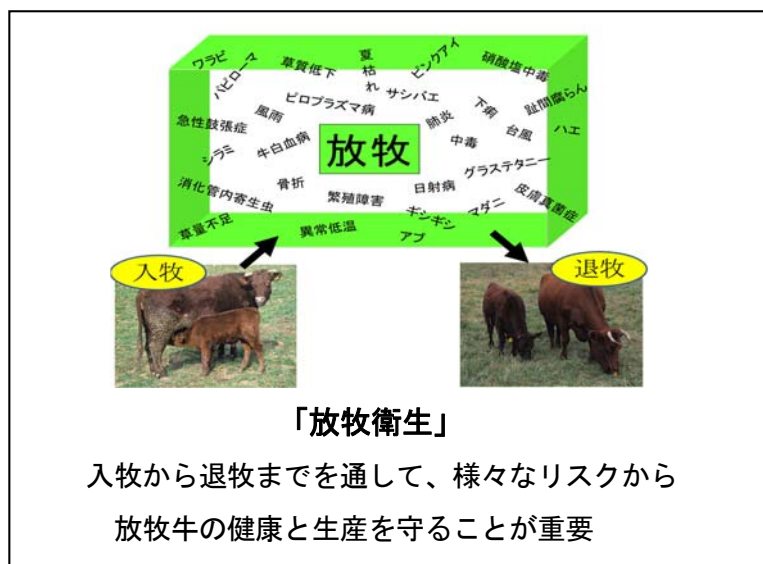 ワラビ
パピローマ
草質低下
夏枯れ
ピンクアイ
硝酸塩中毒
急性鼓張症
風雨
ピロプラズマ病
サシバエ
肺炎
下痢
趾間腐らん
ハエ
シラミ
牛白血病
放牧
中毒
台風
消化管内寄生虫
骨折
繁殖障害
日射病
グラステタニー
皮膚真菌症
草量不足
異常低温
アブ
ギシギシ
マダニ
入牧
退牧
「放牧衛生」
入牧から退牧までを通して、様々なリスクから
放牧牛の健康と生産を守ることが重要